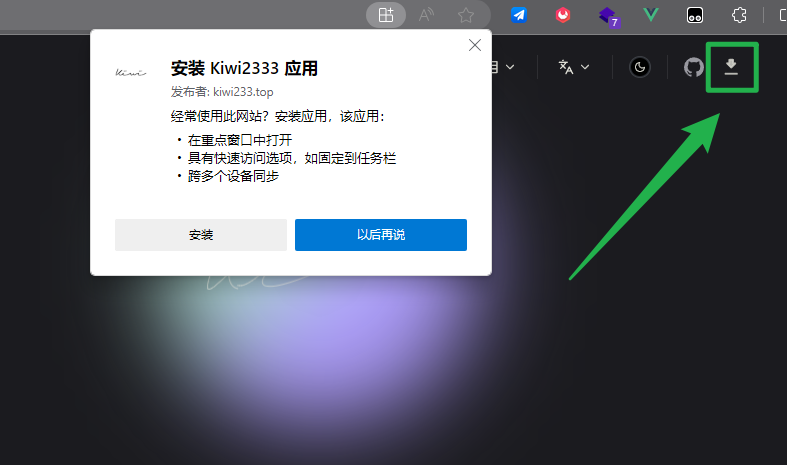 7
安装 Kiwi2333 应用
Kiwi
发布者: kiwi233.top
经常使用此网站？安装应用，该应用：
• 在重点窗口中打开
• 具有快速访问选项，如固定到任务栏
• 跨多个设备同步
安装
以后再说